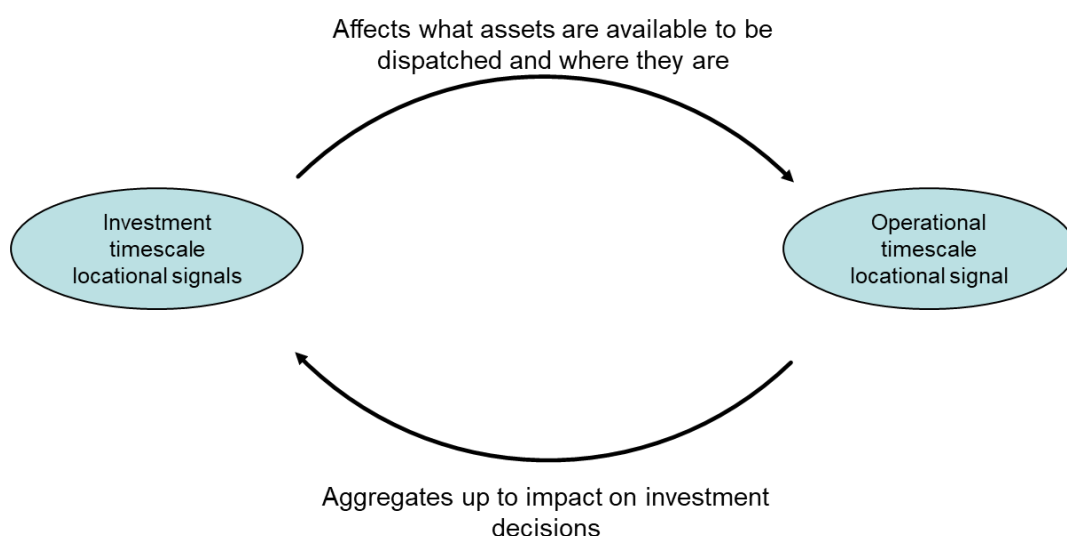 Affects what assets are available to be
dispatched and where they are
Investment
timescale
locational signals
Operational
timescale
locational signal
Aggregates up to impact on investment
decisions